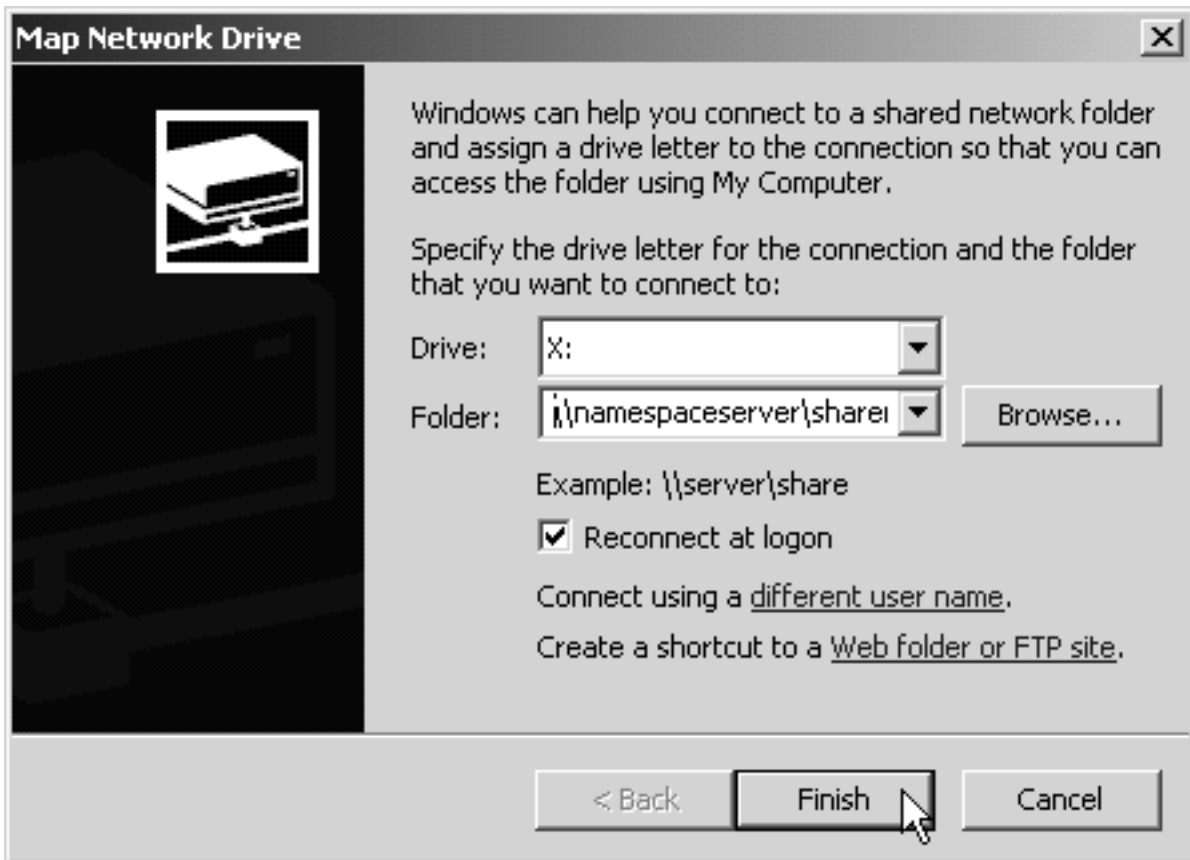 Map Network Drive
Windows can help you connect to a shared network folder
and assign a drive letter to the connection so that you can
access the folder using My Computer.
Specify the drive letter for the connection and the folder
that you want to connect to:
Drive: X:
Folder: \\namespaceserver\share Browse...
Example: \\server\share
Reconnect at logon
Connect using a different user name.
Create a shortcut to a Web folder or FTP site.
< Back Finish Cancel